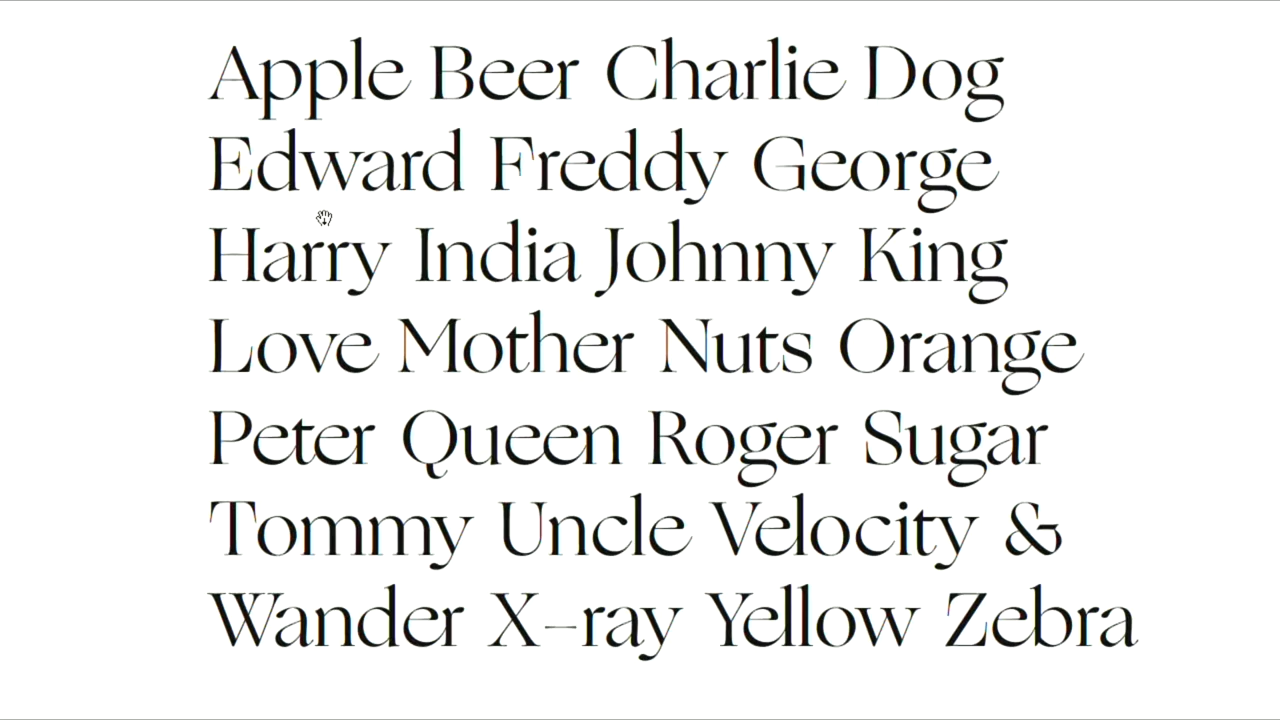 Apple Beer Charlie Dog
Edward Freddy George
Harry India Johnny King
Love Mother Nuts Orange
Peter Queen Roger Sugar
Tommy Uncle Velocity &
Wander X-ray Yellow Zebra